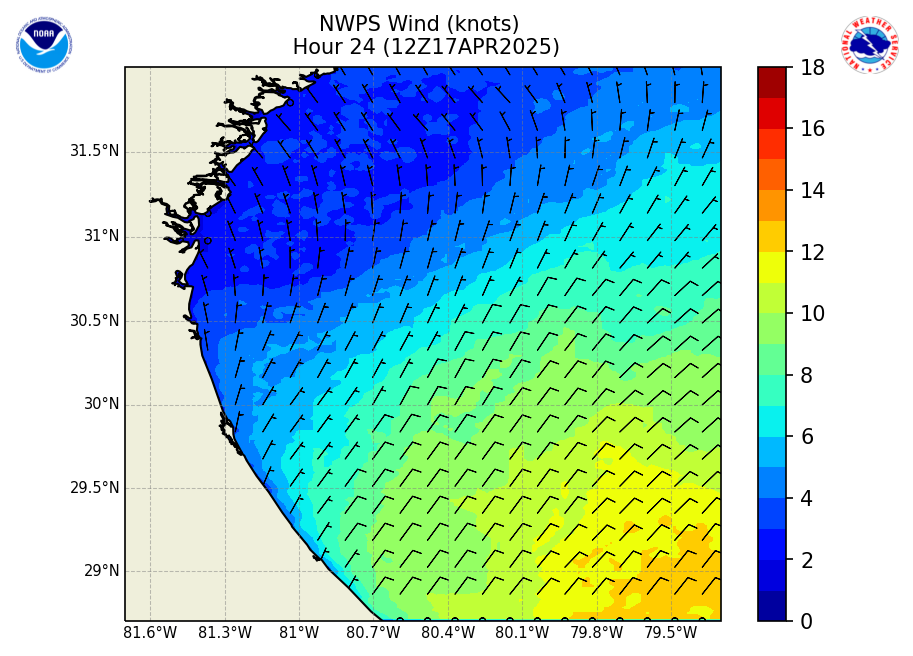 NWPS Wind (knots)
Hour 24 (12Z17APR2025)
NOAA
NATIONAL WEATHER SERVICE
18
16
14
12
10
8
6
4
2
0
31.5°N
31°N
30.5°N
30°N
29.5°N
29°N
81.6°W 81.3°W 81°W 80.7°W 80.4°W 80.1°W 79.8°W 79.5°W